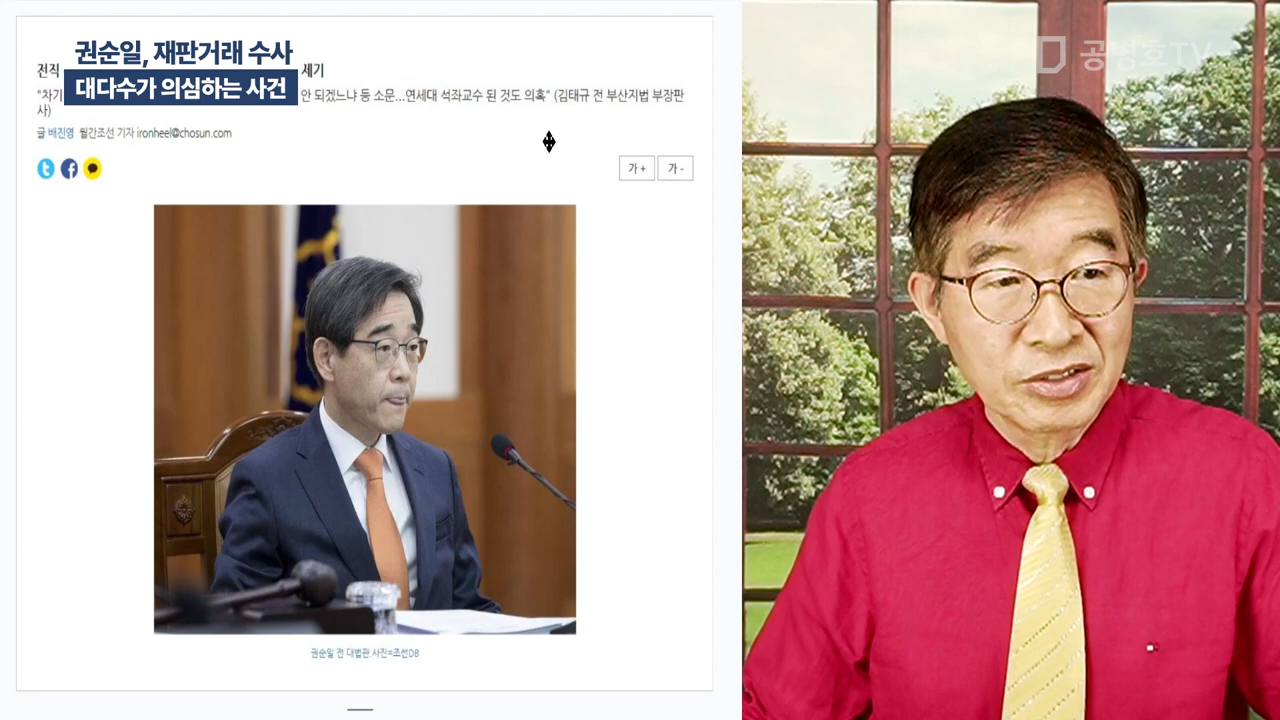 권순일, 재판거래 수사
대다수가 의심하는 사건
전직 세기
"차기 안 되겠느냐 등 소문...연세대 석좌교수 된 것도 의혹" (김태규 전 부산지법 부장판
사)
글 배진영 월간조선 기자 ironheel@chosun.com
가 + 가 -
권순일 전 대법관. 사진=조선DB
공병호TV